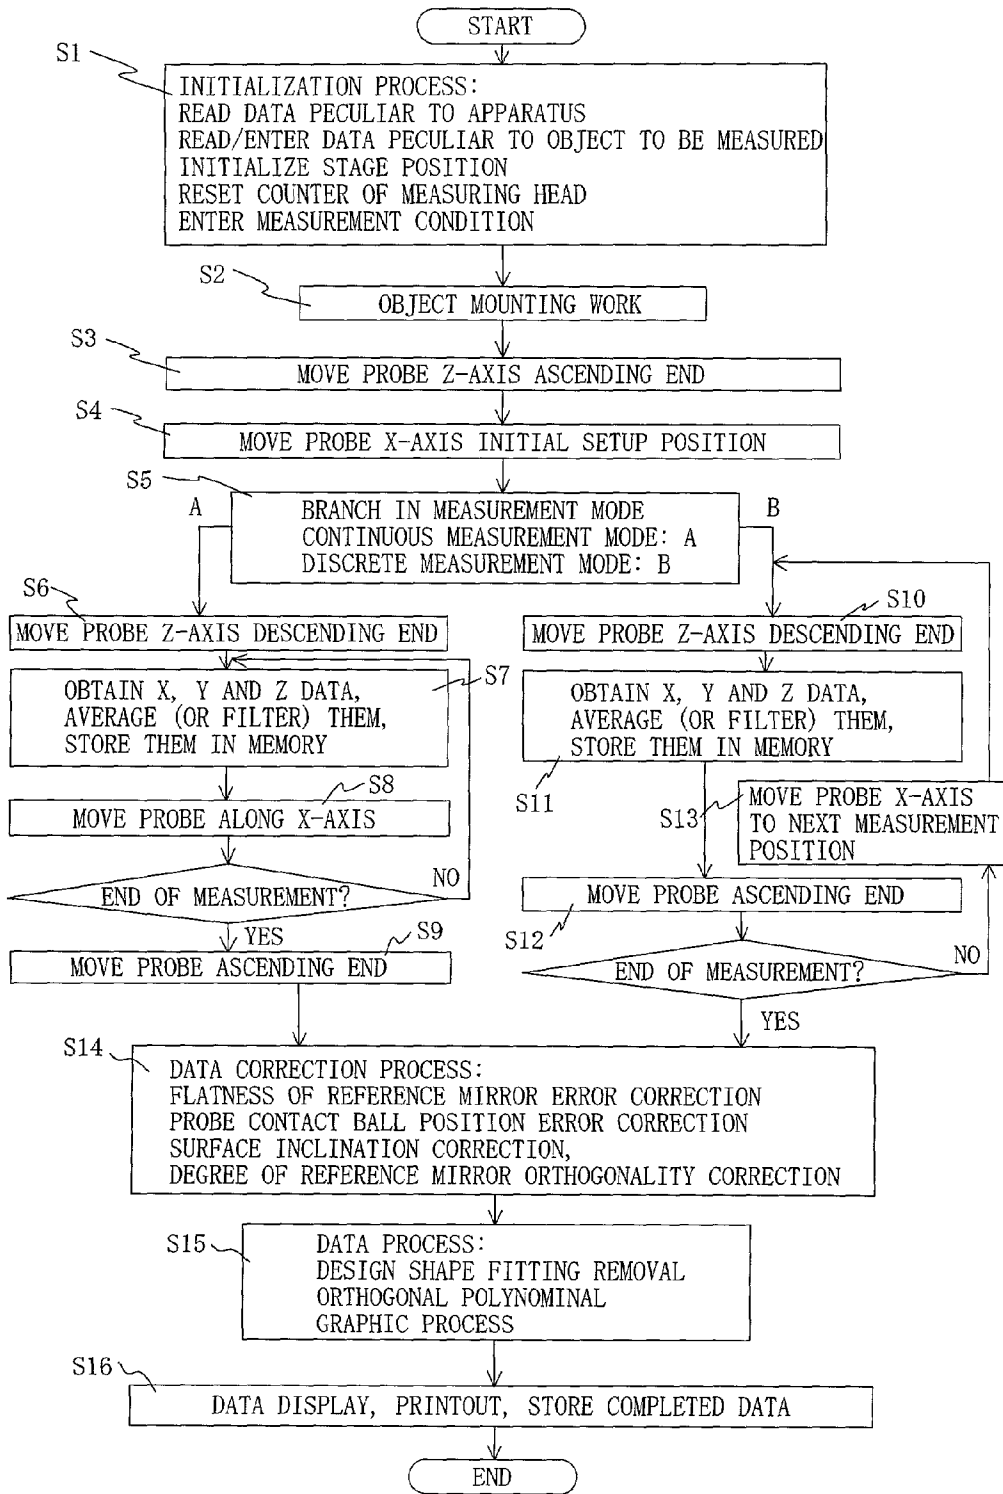 START
S1
INITIALIZATION PROCESS:
READ DATA PECULIAR TO APPARATUS
READ/ENTER DATA PECULIAR TO OBJECT TO BE MEASURED
INITIALIZE STAGE POSITION
RESET COUNTER OF MEASURING HEAD
ENTER MEASUREMENT CONDITION
S2
OBJECT MOUNTING WORK
S3
MOVE PROBE Z-AXIS ASCENDING END
S4
MOVE PROBE X-AXIS INITIAL SETUP POSITION
S5
A
BRANCH IN MEASUREMENT MODE
CONTINUOUS MEASUREMENT MODE: A
DISCRETE MEASUREMENT MODE: B
B
S6
MOVE PROBE Z-AXIS DESCENDING END
S7
OBTAIN X, Y AND Z DATA,
AVERAGE (OR FILTER) THEM,
STORE THEM IN MEMORY
S8
MOVE PROBE ALONG X-AXIS
END OF MEASUREMENT?
NO
YES
S9
MOVE PROBE ASCENDING END
S10
MOVE PROBE Z-AXIS DESCENDING END
OBTAIN X, Y AND Z DATA,
AVERAGE (OR FILTER) THEM,
STORE THEM IN MEMORY
S11
S13
MOVE PROBE X-AXIS
TO NEXT MEASUREMENT
POSITION
MOVE PROBE ASCENDING END
S12
END OF MEASUREMENT?
NO
YES
S14
DATA CORRECTION PROCESS:
FLATNESS OF REFERENCE MIRROR ERROR CORRECTION
PROBE CONTACT BALL POSITION ERROR CORRECTION
SURFACE INCLINATION CORRECTION,
DEGREE OF REFERENCE MIRROR ORTHOGONALITY CORRECTION
S15
DATA PROCESS:
DESIGN SHAPE FITTING REMOVAL
ORTHOGONAL POLYNOMINAL
GRAPHIC PROCESS
S16
DATA DISPLAY, PRINTOUT, STORE COMPLETED DATA
END